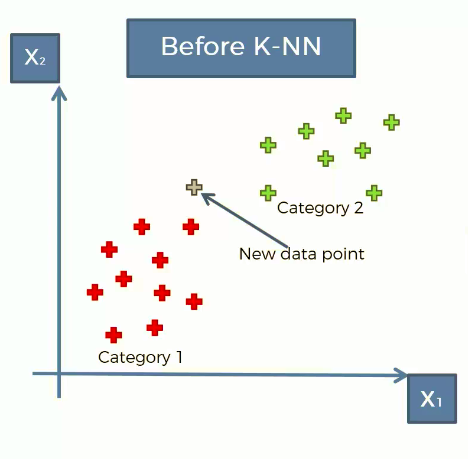 Before K-NN
X₂
Category 2
New data point
Category 1
X₁